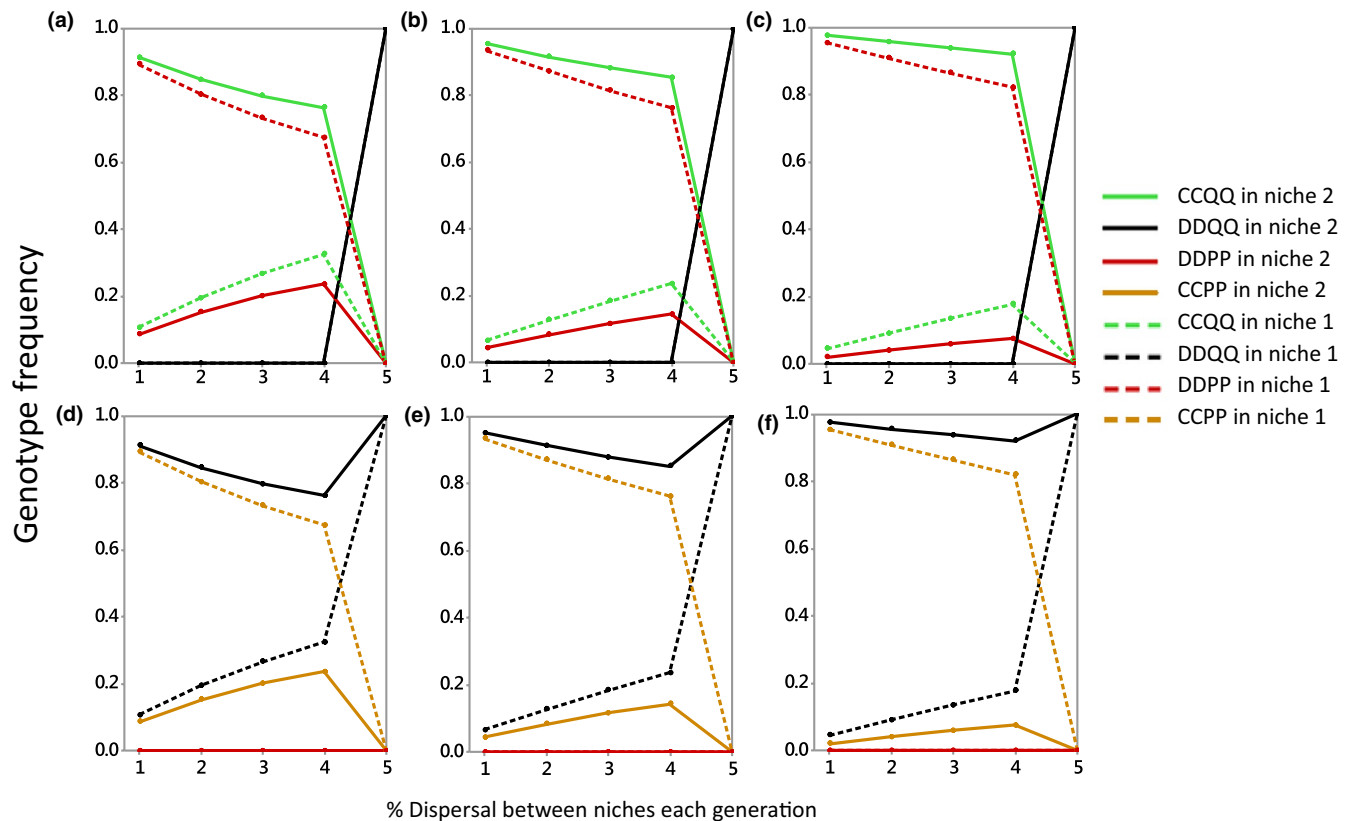 (a)
(b)
(c)
1.0
0.8
0.6
0.4
0.2
0.0
1 2 3 4 5
1.0
0.8
0.6
0.4
0.2
0.0
1 2 3 4 5
1.0
0.8
0.6
0.4
0.2
0.0
1 2 3 4 5
(d)
(e)
(f)
1.0
0.8
0.6
0.4
0.2
0.0
1 2 3 4 5
1.0
0.8
0.6
0.4
0.2
0.0
1 2 3 4 5
1.0
0.8
0.6
0.4
0.2
0.0
1 2 3 4 5
Genotype frequency
% Dispersal between niches each generation
CCQQ in niche 2
DDQQ in niche 2
DDPP in niche 2
CCPP in niche 2
CCQQ in niche 1
DDQQ in niche 1
DDPP in niche 1
CCPP in niche 1